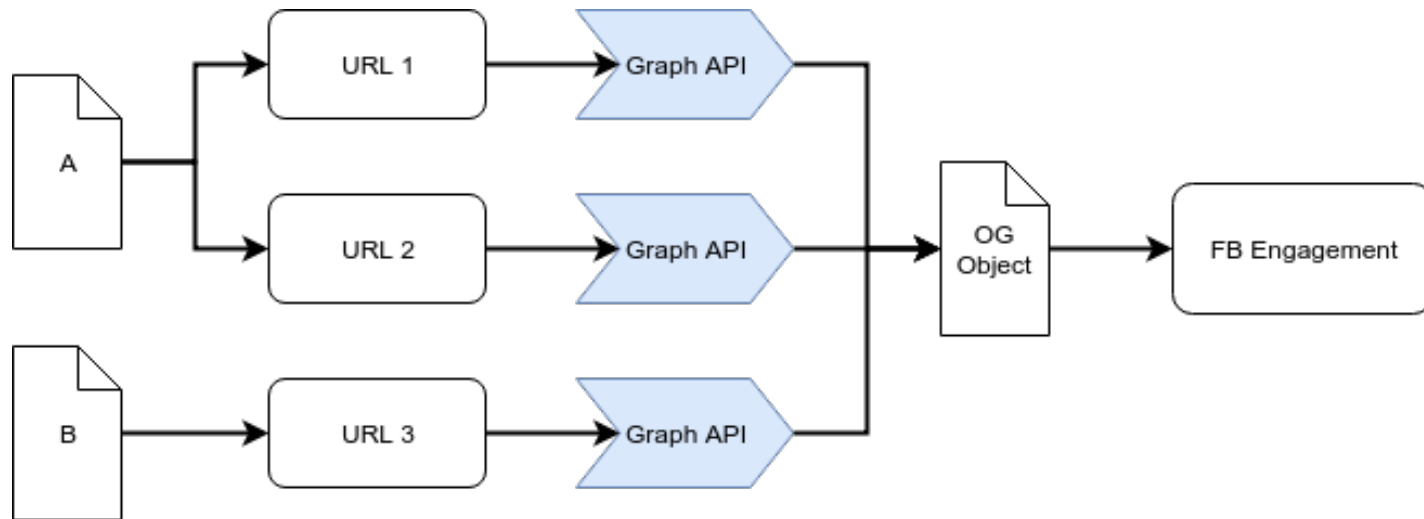 URL 1
Graph API
A
URL 2
Graph API
OG
Object
FB Engagement
B
URL 3
Graph API